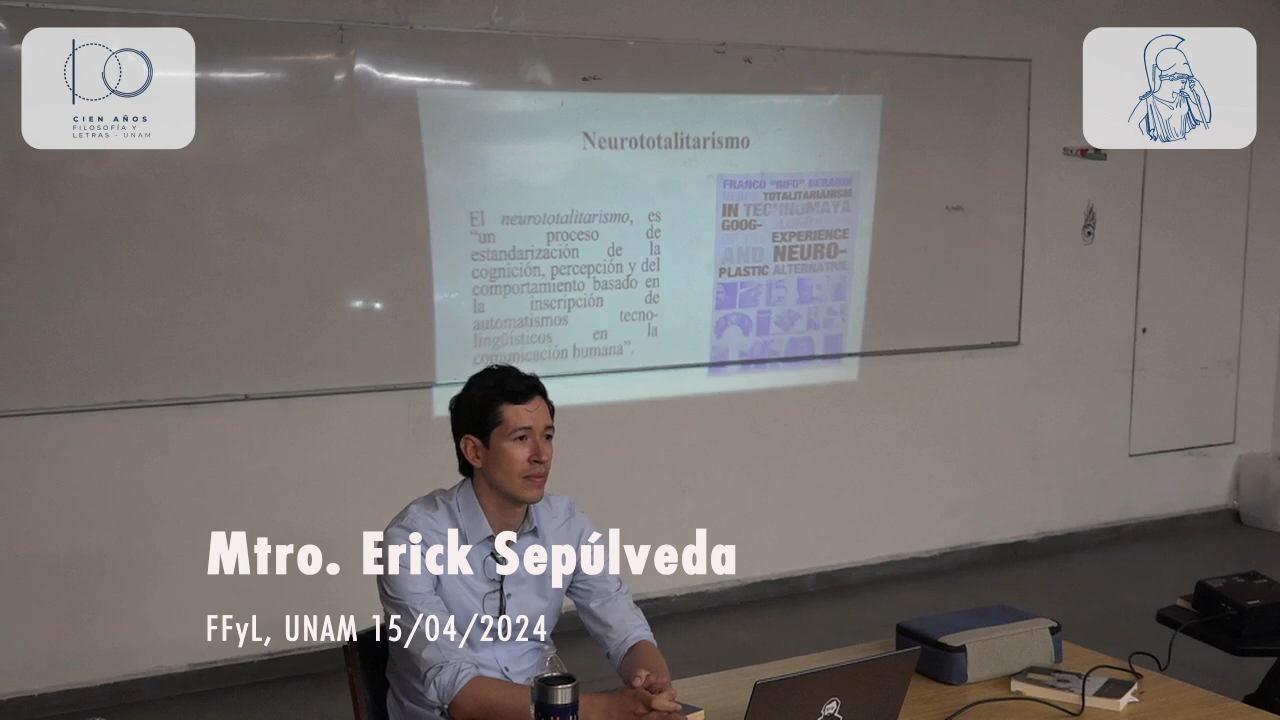 CIEN AÑOS
FILOSOFÍA Y
LETRAS · UNAM
Neurototalitarismo
El neurototalitarismo, es
“un proceso de
estandarización de la
cognición, percepción y del
comportamiento basado en
la inscripción de
automatismos tecno-
lingüísticos en la
comunicación humana”.
FRANCO "BIFO" BERARDI
TOTALITARIANISM
IN TECHNOMAYA
GOOG-
EXPERIENCE
AND NEURO-
PLASTIC ALTERNATIVE
Mtro. Erick Sepúlveda
FFyL, UNAM 15/04/2024